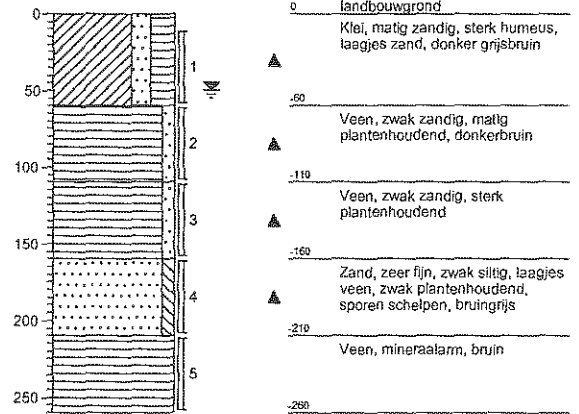 0
50
100
150
200
250
1
2
3
4
5
0 landbouwgrond
Klei, matig zandig, sterk humeus,
laagjes zand, donker grijsbruin
-60
Veen, zwak zandig, matig
plantenhoudend, donkerbruin
-110
Veen, zwak zandig, sterk
plantenhoudend
-160
Zand, zeer fijn, zwak siltig, laagjes
veen, zwak plantenhoudend,
sporen schelpen, bruingrijs
-210
Veen, mineraalarm, bruin
-260